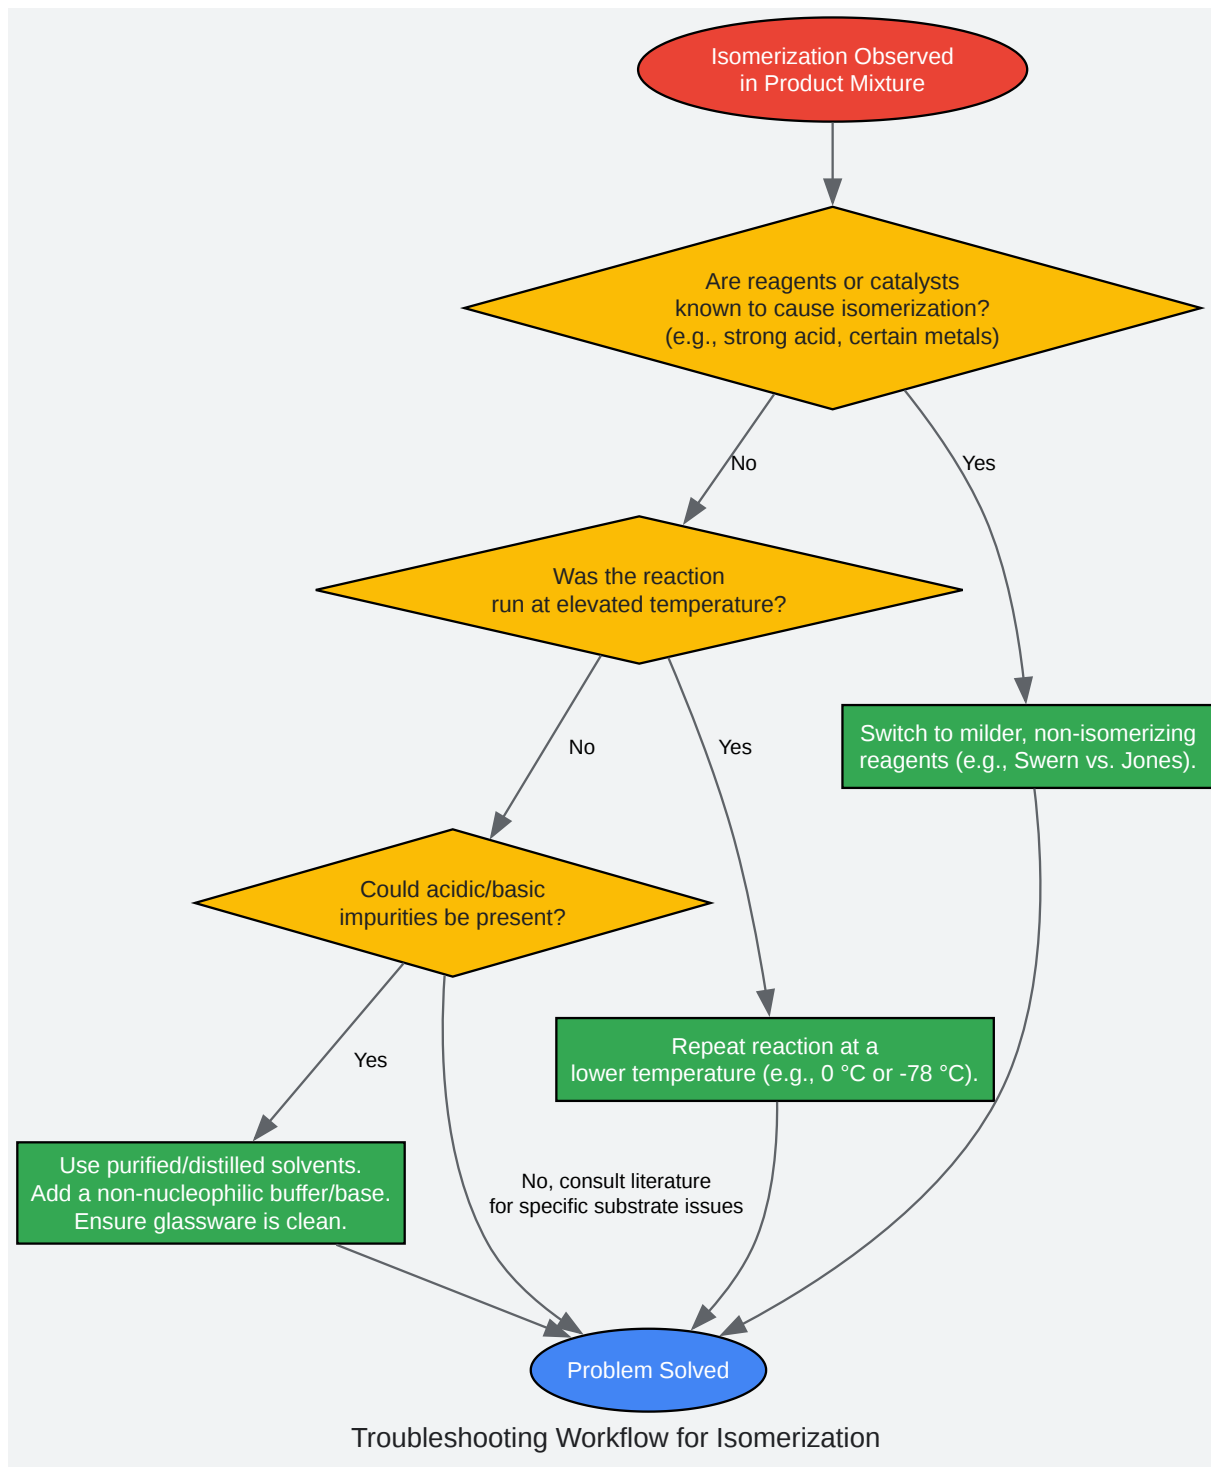 Isomerization Observed
in Product Mixture
Are reagents or catalysts
known to cause isomerization?
(e.g., strong acid, certain metals)
No
Yes
Was the reaction
run at elevated temperature?
Switch to milder, non-isomerizing
reagents (e.g., Swern vs. Jones).
No
Yes
Could acidic/basic
impurities be present?
Repeat reaction at a
lower temperature (e.g., 0 °C or -78 °C).
Yes
Use purified/distilled solvents.
Add a non-nucleophilic buffer/base.
Ensure glassware is clean.
No, consult literature
for specific substrate issues
Problem Solved
Troubleshooting Workflow for Isomerization